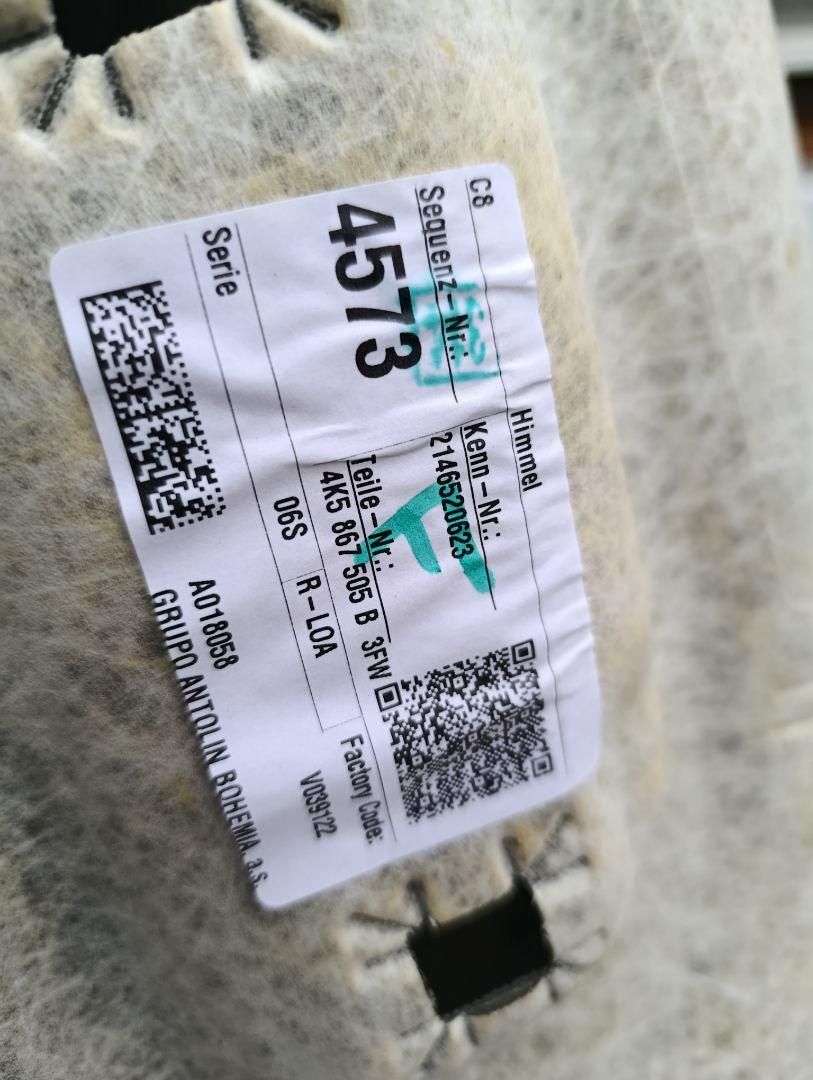 C8
Himmel
Sequenz-Nr.:
4573
Kenn-Nr.:
2146520623
Teile-Nr.:
4K5 867 505 B 3FW
Serie
06S
R-LOA
Factory Code:
V039122
A018058
GRUPO ANTOLIN BOHEMIA, a.s.